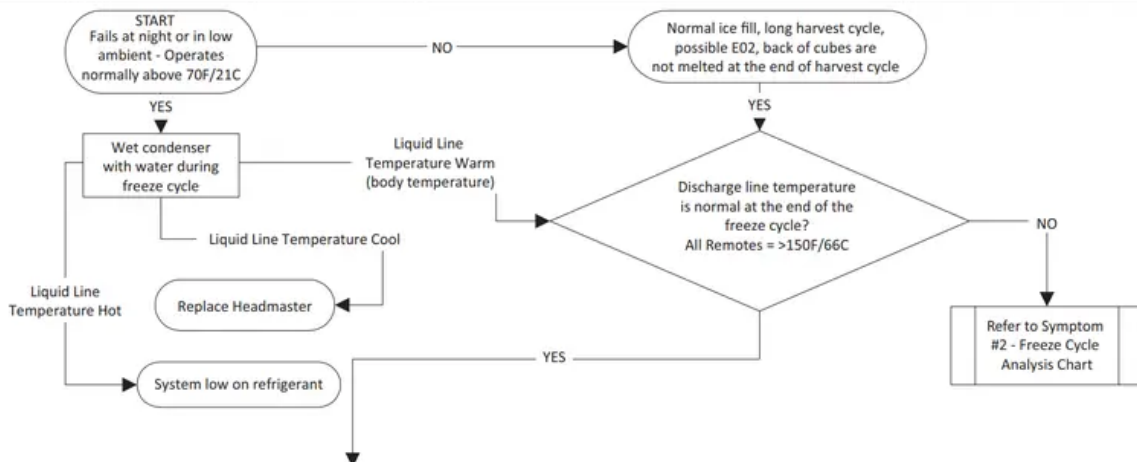 START
Fails at night or in low
ambient - Operates
normally above 70F/21C
NO
Normal ice fill, long harvest cycle,
possible E02, back of cubes are
not melted at the end of harvest cycle
YES
YES
Wet condenser
with water during
freeze cycle
Liquid Line
Temperature Warm
(body temperature)
Discharge line temperature
is normal at the end of the
freeze cycle?
All Remotes = >150F/66C
NO
Liquid Line Temperature Cool
Liquid Line
Temperature Hot
Replace Headmaster
Refer to Symptom
#2 - Freeze Cycle
Analysis Chart
YES
System low on refrigerant